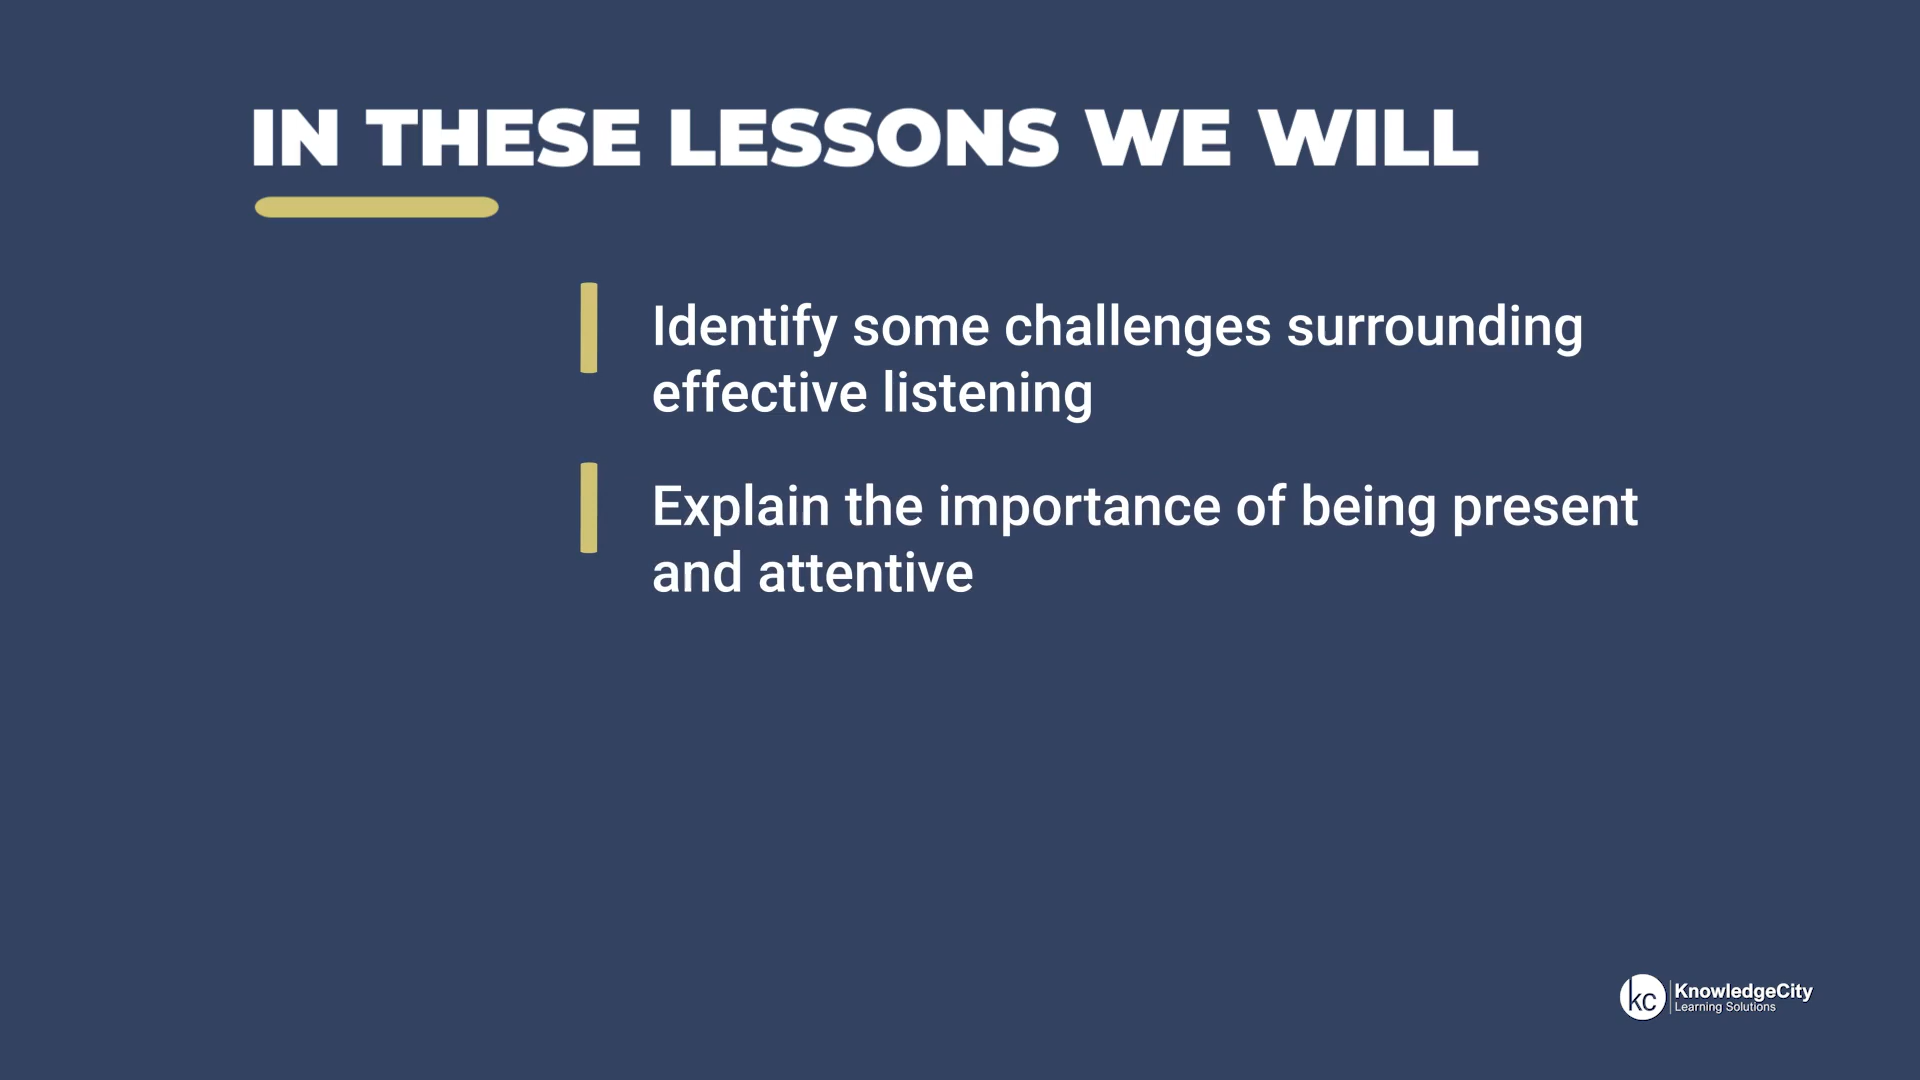 IN THESE LESSONS WE WILL
Identify some challenges surrounding
effective listening
Explain the importance of being present
and attentive
kc
KnowledgeCity
Learning Solutions